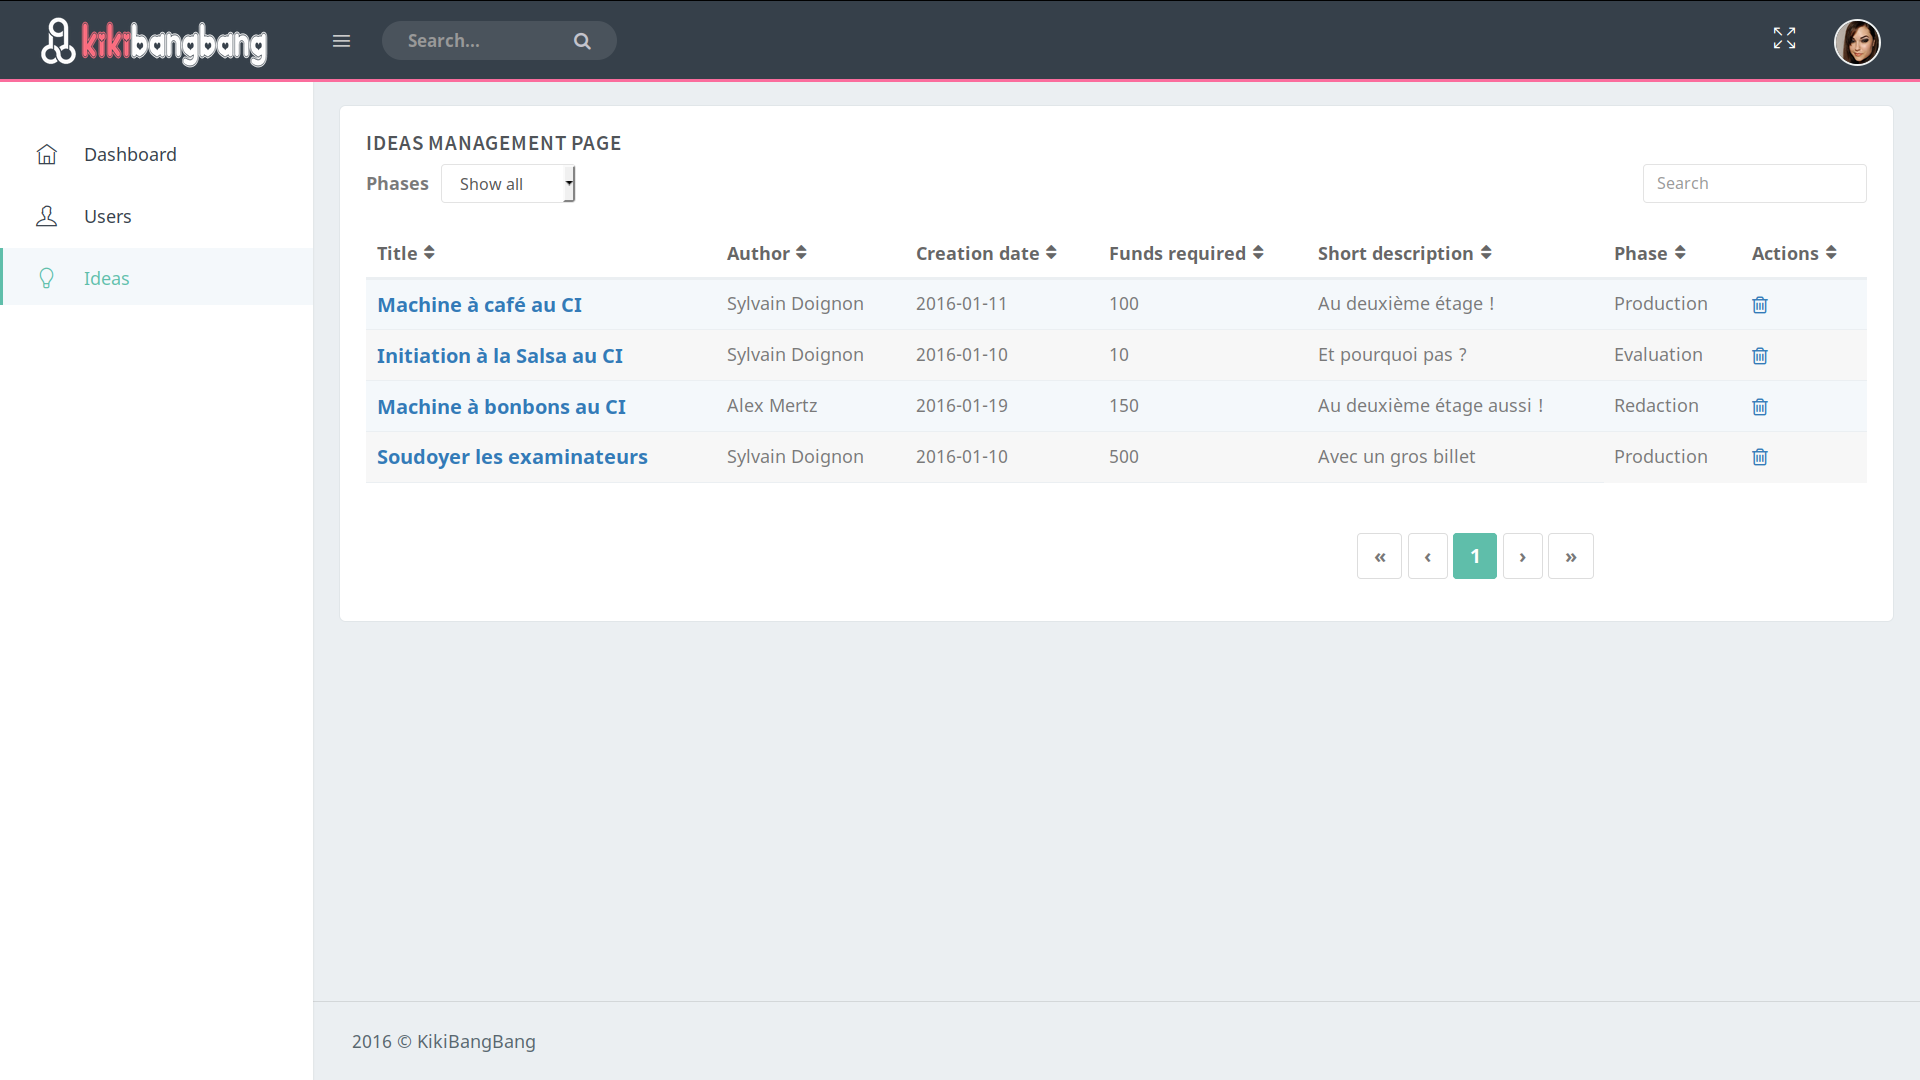 kikibangbang
Search...
Dashboard
Users
Ideas
IDEAS MANAGEMENT PAGE
Phases Show all Search
Title Author Creation date Funds required Short description Phase Actions
Machine à café au CI Sylvain Doignon 2016-01-11 100 Au deuxième étage ! Production
Initiation à la Salsa au CI Sylvain Doignon 2016-01-10 10 Et pourquoi pas ? Evaluation
Machine à bonbons au CI Alex Mertz 2016-01-19 150 Au deuxième étage aussi ! Redaction
Soudoyer les examinateurs Sylvain Doignon 2016-01-10 500 Avec un gros billet Production
« ‹ 1 › »
2016 © KikiBangBang